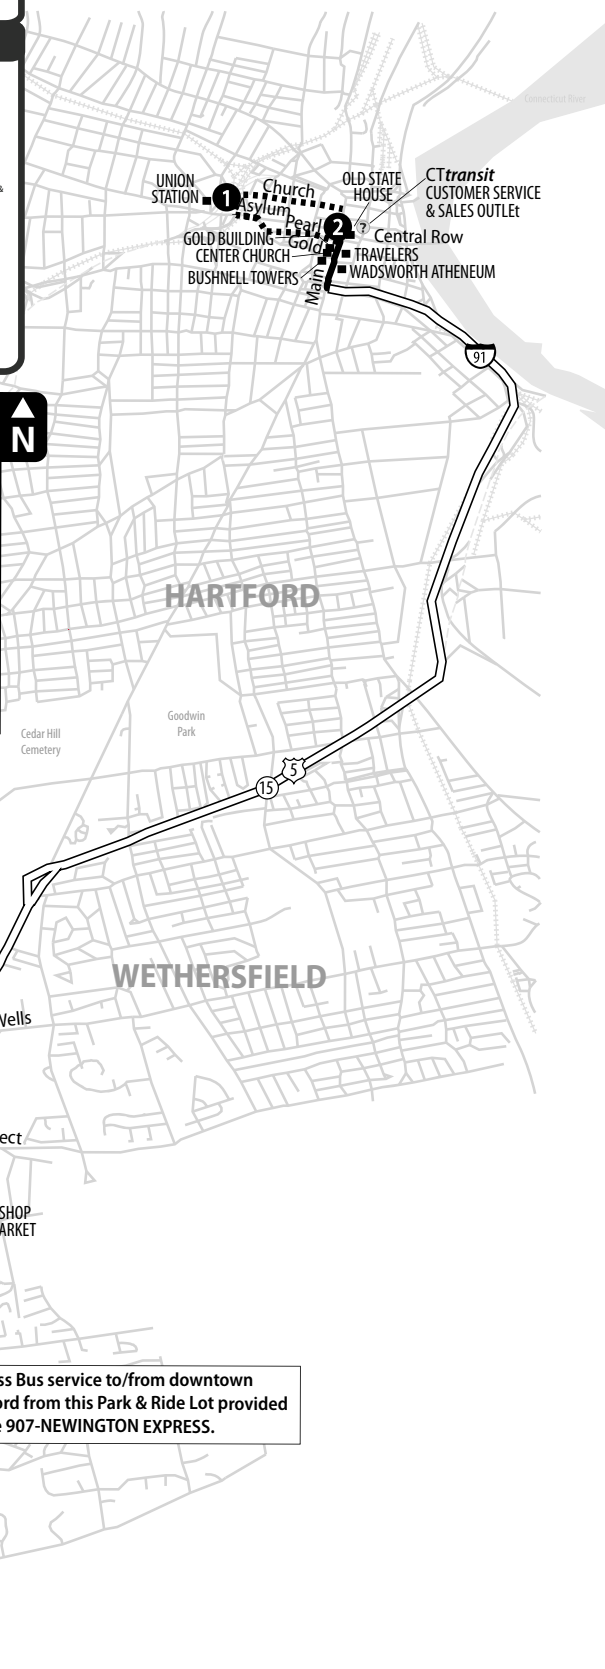 Connecticut River
&
UNION
STATION
1
Church
Asylum
Pearl
Gold
2
?
OLD STATE
HOUSE
CTtransit
CUSTOMER SERVICE
& SALES OUTLEt
Central Row
GOLD BUILDING
CENTER CHURCH
BUSHNELL TOWERS
TRAVELERS
WADSWORTH ATHENEUM
Main
91
N
HARTFORD
Goodwin
Park
Cedar Hill
Cemetery
5
15
WETHERSFIELD
Wells
ect
SHOP
ARKET
ss Bus service to/from downtown
ord from this Park & Ride Lot provided
e 907-NEWINGTON EXPRESS.